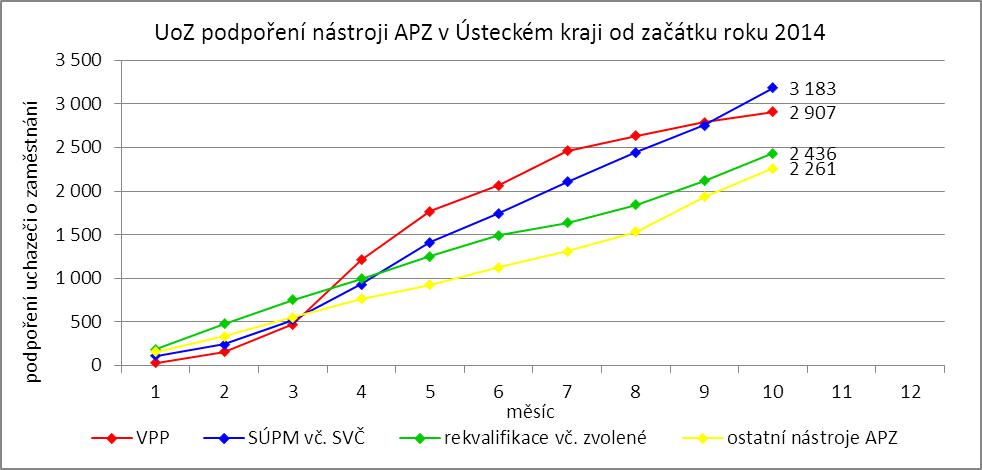 UoZ podpoření nástroji APZ v Ústeckém kraji od začátku roku 2014
podpoření uchazeči o zaměstnání
3 500
3 000
2 500
2 000
1 500
1 000
500
0
3 183
2 907
2 436
2 261
1 2 3 4 5 6 7 8 9 10 11 12
měsíc
VPP SÚPM vč. SVČ rekvalifikace vč. zvolené ostatní nástroje APZ